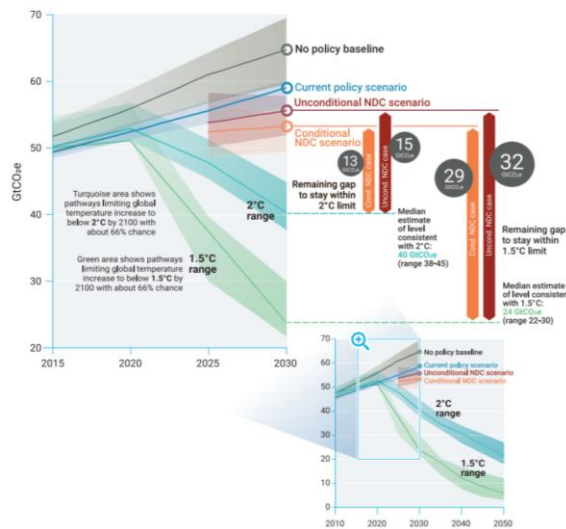 70
60
50
40
30
20
GtCO₂e
2015
2020
2025
2030
No policy baseline
Current policy scenario
Unconditional NDC scenario
Conditional
NDC scenario
Turquoise area shows
pathways limiting global
temperature increase to
below 2°C by 2100 with
about 66% chance
Green area shows pathways
limiting global temperature
increase to below 1.5°C by
2100 with about 66% chance
2°C
range
1.5°C
range
13
GtCO₂e
15
GtCO₂e
Cond. NDC case
Uncond. NDC case
Remaining gap
to stay within
2°C limit
Median
estimate
of level
consistent
with 2°C:
40 GtCO₂e
(range 38–45)
29
GtCO₂e
32
GtCO₂e
Cond. NDC case
Uncond. NDC case
Remaining gap
to stay within
1.5°C limit
Median estimate
of level consister
with 1.5°C:
24 GtCO₂e
(range 22–30)
70
60
50
40
30
20
10
0
2010
2020
2030
2040
2050
No policy baseline
Current policy scenario
Unconditional NDC scenario
Conditional NDC scenario
2°C
range
1.5°C
range